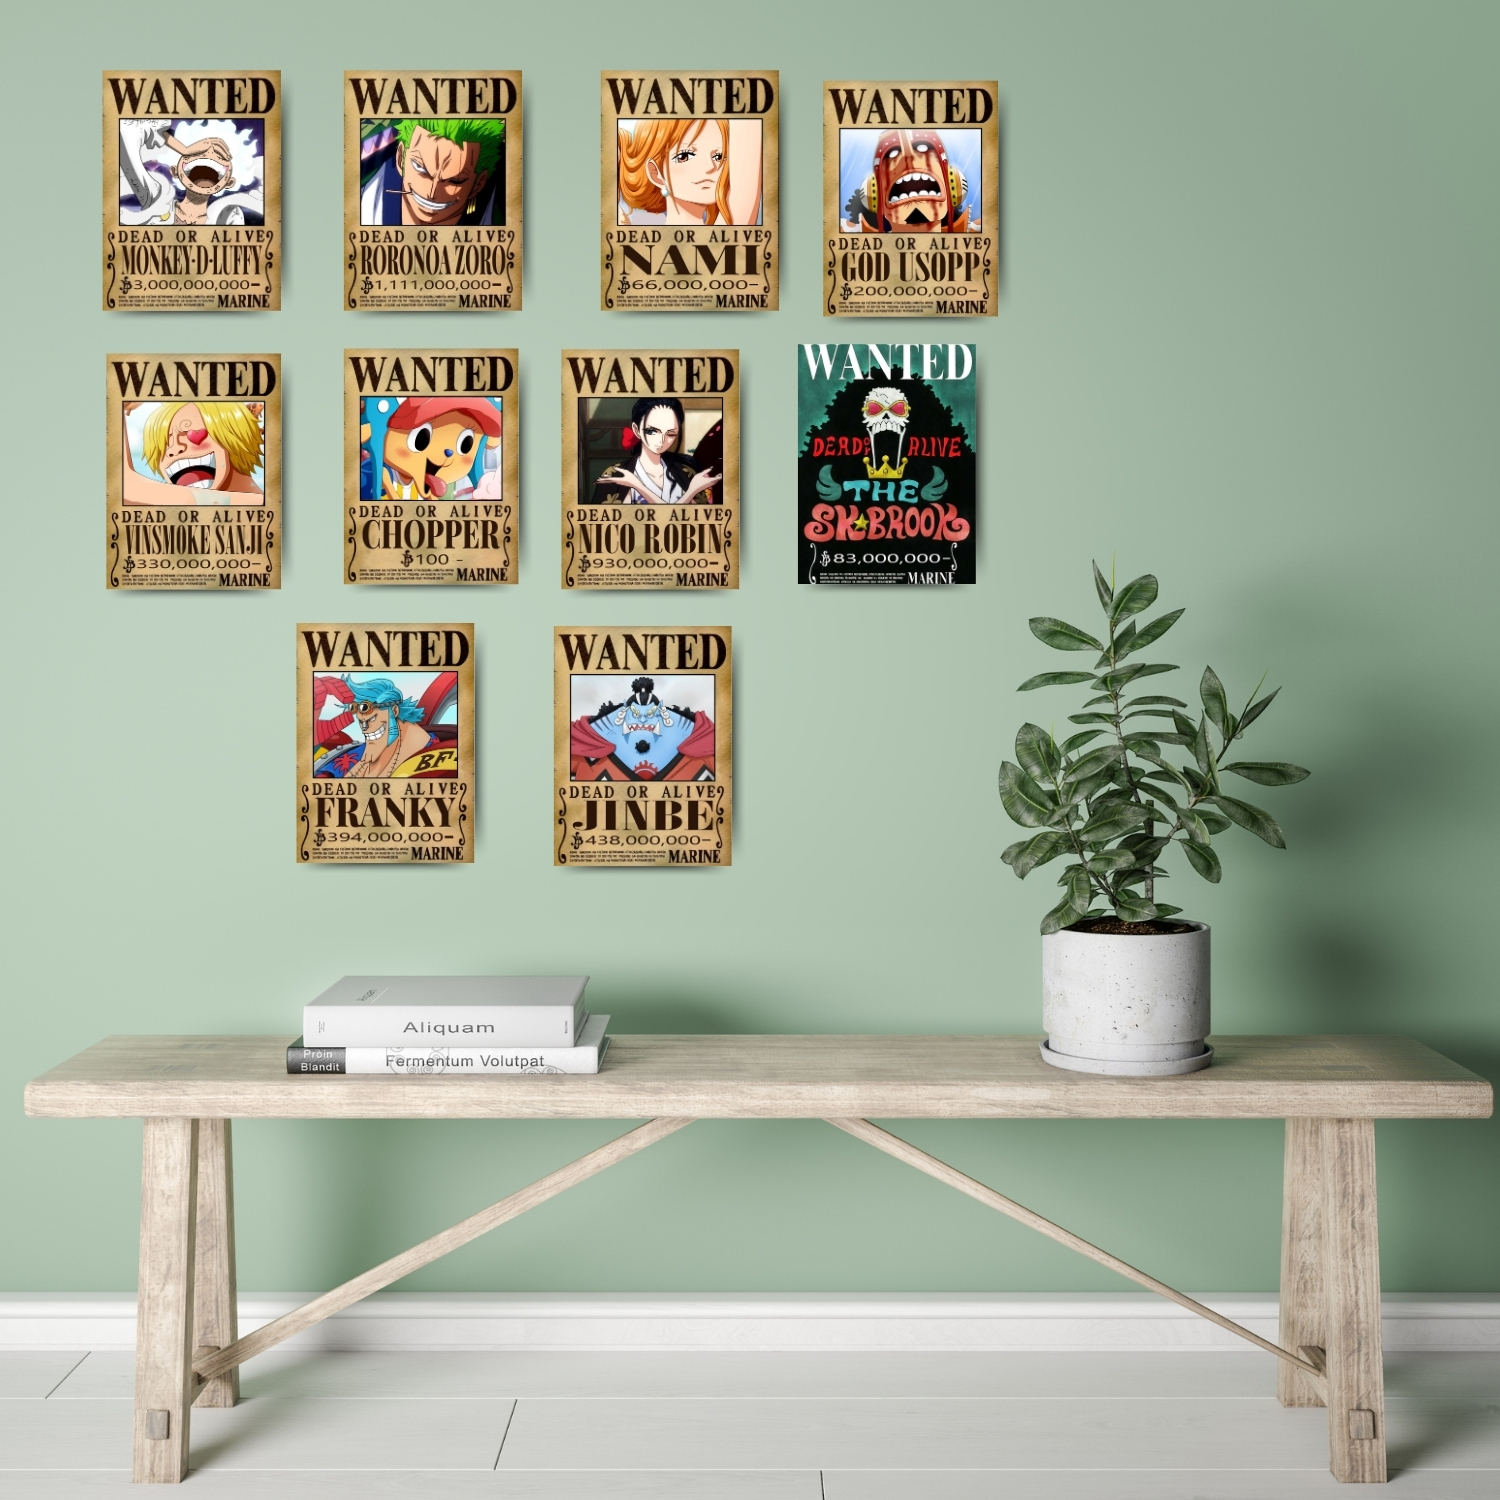 WANTED
DEAD OR ALIVE
MONKEY·D·LUFFY
฿3,000,000,000-
MARINE
WANTED
DEAD OR ALIVE
RORONOA ZORO
฿1,111,000,000-
MARINE
WANTED
DEAD OR ALIVE
NAMI
฿66,000,000-
MARINE
WANTED
DEAD OR ALIVE
GOD USOPP
฿200,000,000-
MARINE
WANTED
DEAD OR ALIVE
VINSMOKE SANJI
฿330,000,000-
MARINE
WANTED
DEAD OR ALIVE
CHOPPER
฿100 -
MARINE
WANTED
DEAD OR ALIVE
NICO ROBIN
฿930,000,000-
MARINE
WANTED
DEAD OR ALIVE
THE
SK★BROOK
฿83,000,000-
MARINE
WANTED
BF
DEAD OR ALIVE
FRANKY
฿394,000,000-
MARINE
WANTED
DEAD OR ALIVE
JINBE
฿438,000,000-
MARINE
Aliquam
Proin
Blandit
Fermentum Volutpat